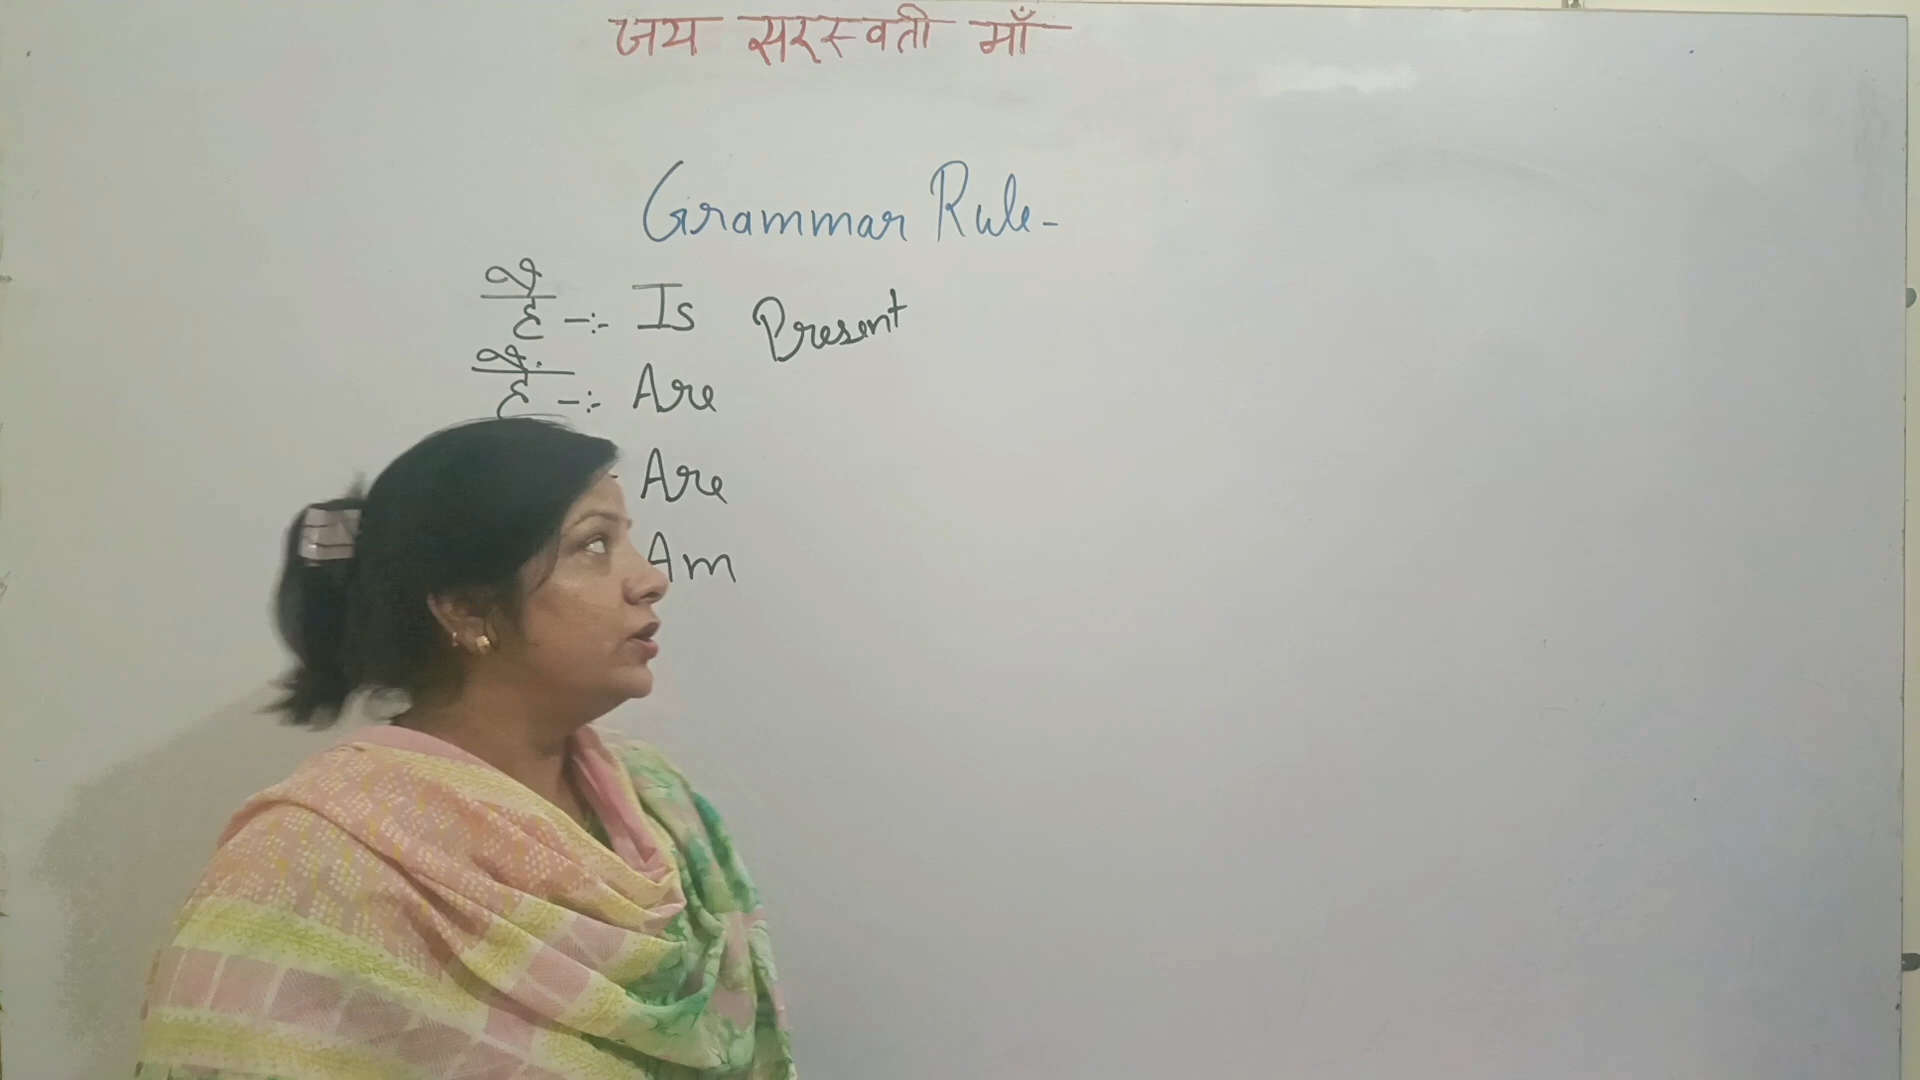 जय सरस्वती माँ
Grammar Rule-
है -:- Is Present
हैं -:- Are
- Are
Am